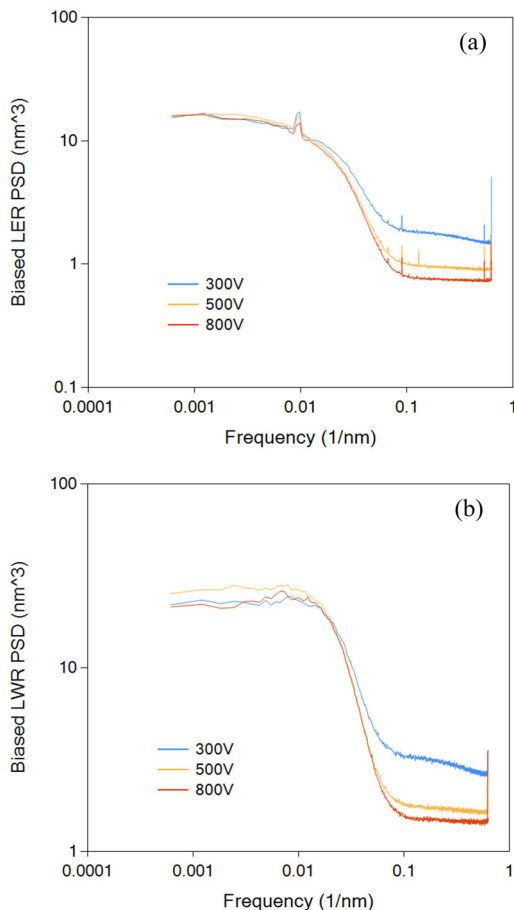 100
(a)
10
1
0.1
Biased LER PSD (nm^3)
300V
500V
800V
0.0001 0.001 0.01 0.1 1
Frequency (1/nm)
100
(b)
10
1
Biased LWR PSD (nm^3)
300V
500V
800V
0.0001 0.001 0.01 0.1 1
Frequency (1/nm)